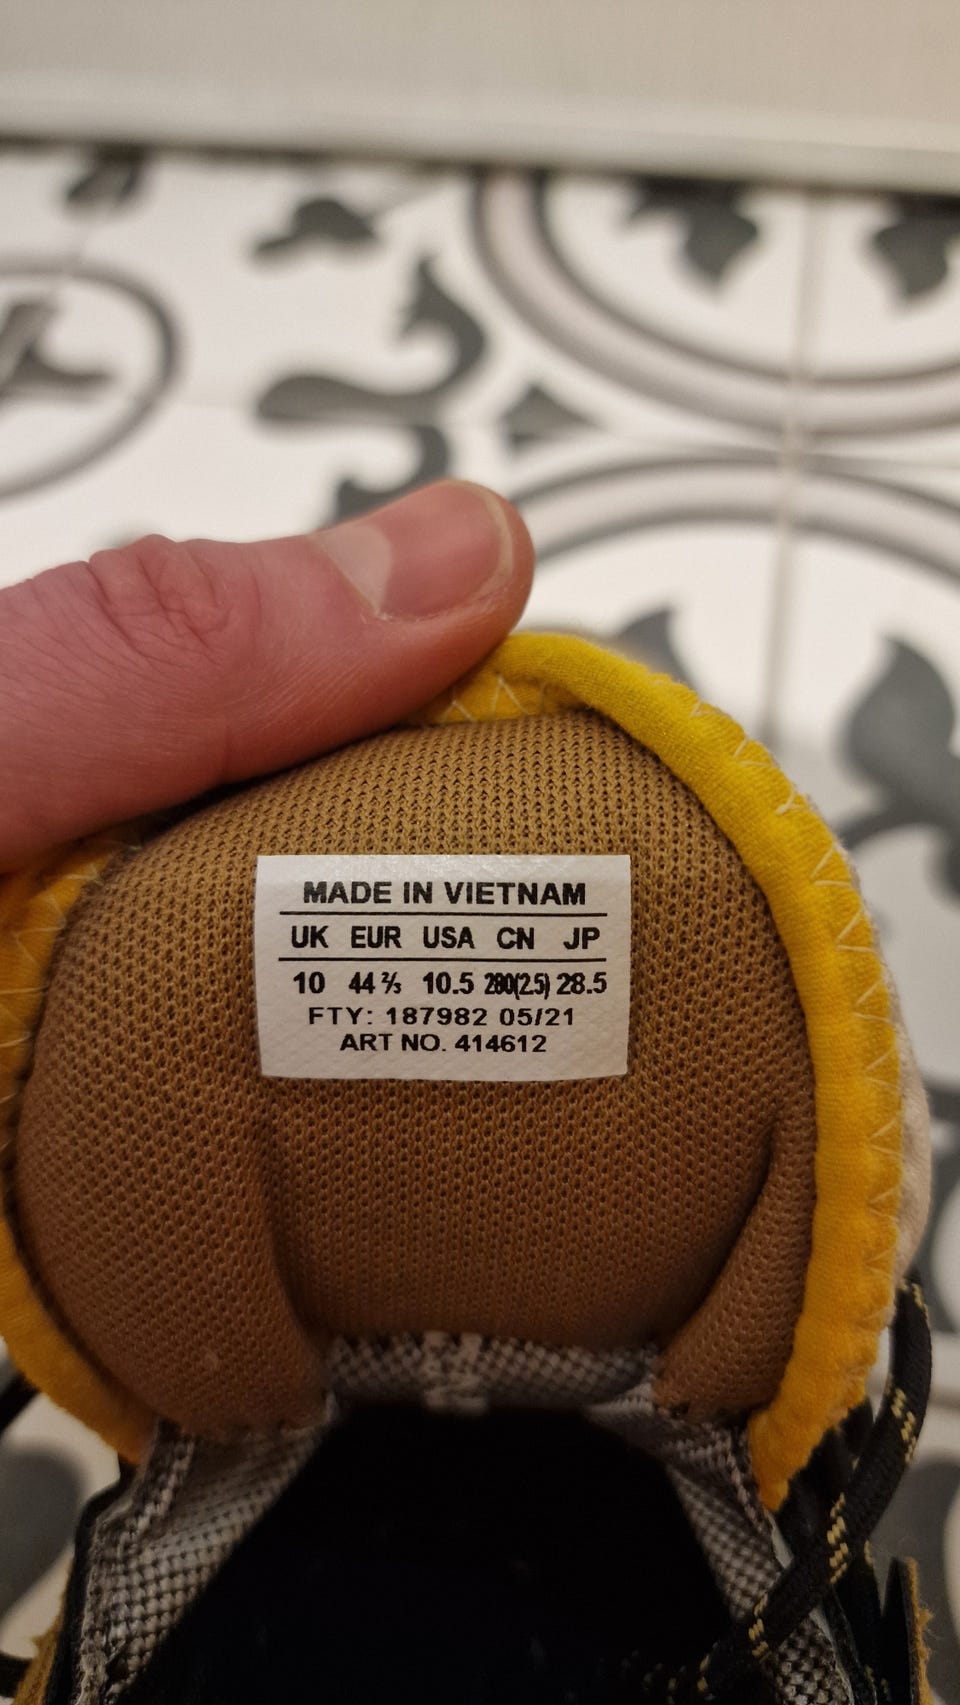 MADE IN VIETNAM
UK EUR USA CN JP
10 44 ⅔ 10.5 280(2.5) 28.5
FTY: 187982 05/21
ART NO. 414612